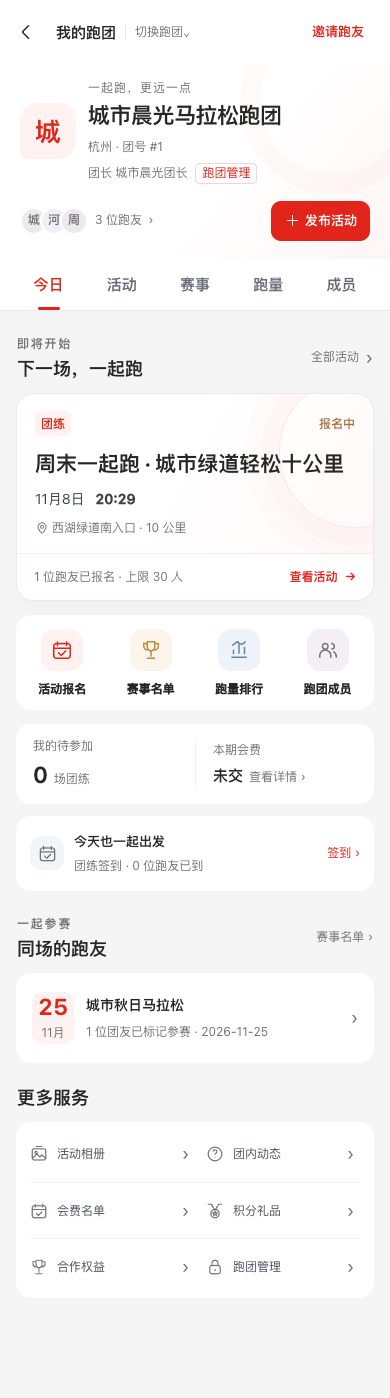 我的跑团 切换跑团 邀请跑友
一起跑，更远一点
城 城市晨光马拉松跑团
杭州 · 团号 #1
团长 城市晨光团长 跑团管理
城 河 周 3 位跑友 ›
＋ 发布活动
今日 活动 赛事 跑量 成员
即将开始
下一场，一起跑 全部活动 ›
团练 报名中
周末一起跑 · 城市绿道轻松十公里
11月8日 20:29
西湖绿道南入口 · 10 公里
1 位跑友已报名 · 上限 30 人 查看活动 →
活动报名 赛事名单 跑量排行 跑团成员
我的待参加 本期会费
0 场团练 未交 查看详情 ›
今天也一起出发
团练签到 · 0 位跑友已到 签到 ›
一起参赛
同场的跑友 赛事名单 ›
25 城市秋日马拉松
11月 1 位团友已标记参赛 · 2026-11-25 ›
更多服务
活动相册 › 团内动态 ›
会费名单 › 积分礼品 ›
合作权益 › 跑团管理 ›